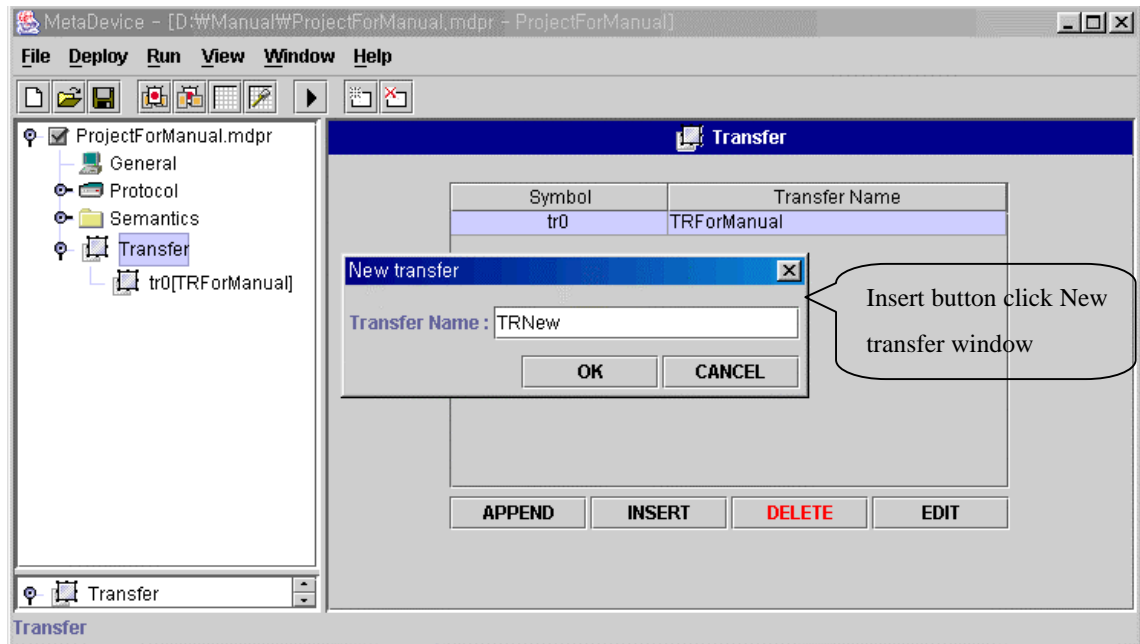 MetaDevice - [D:₩Manual₩ProjectForManual.mdpr - ProjectForManual]
File Deploy Run View Window Help
ProjectForManual.mdpr
General
Protocol
Semantics
Transfer
tr0[TRForManual]
Transfer
Symbol Transfer Name
tr0 TRForManual
New transfer
Transfer Name : TRNew
OK CANCEL
Insert button click New
transfer window
APPEND INSERT DELETE EDIT
Transfer
Transfer